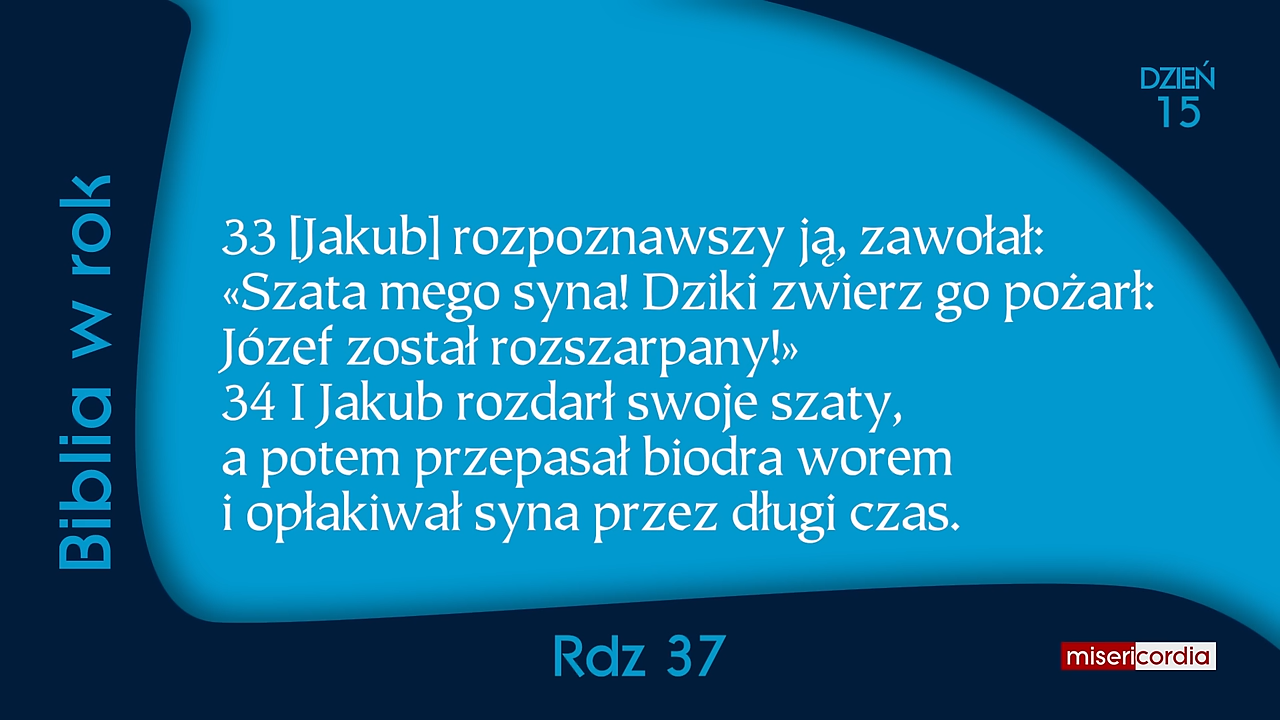 DZIEŃ
15
Biblia w rok
33 [Jakub] rozpoznawszy ją, zawołał:
«Szata mego syna! Dziki zwierz go pożarł:
Józef został rozszarpany!»
34 I Jakub rozdarł swoje szaty,
a potem przepasał biodra worem
i opłakiwał syna przez długi czas.
Rdz 37
misericordia